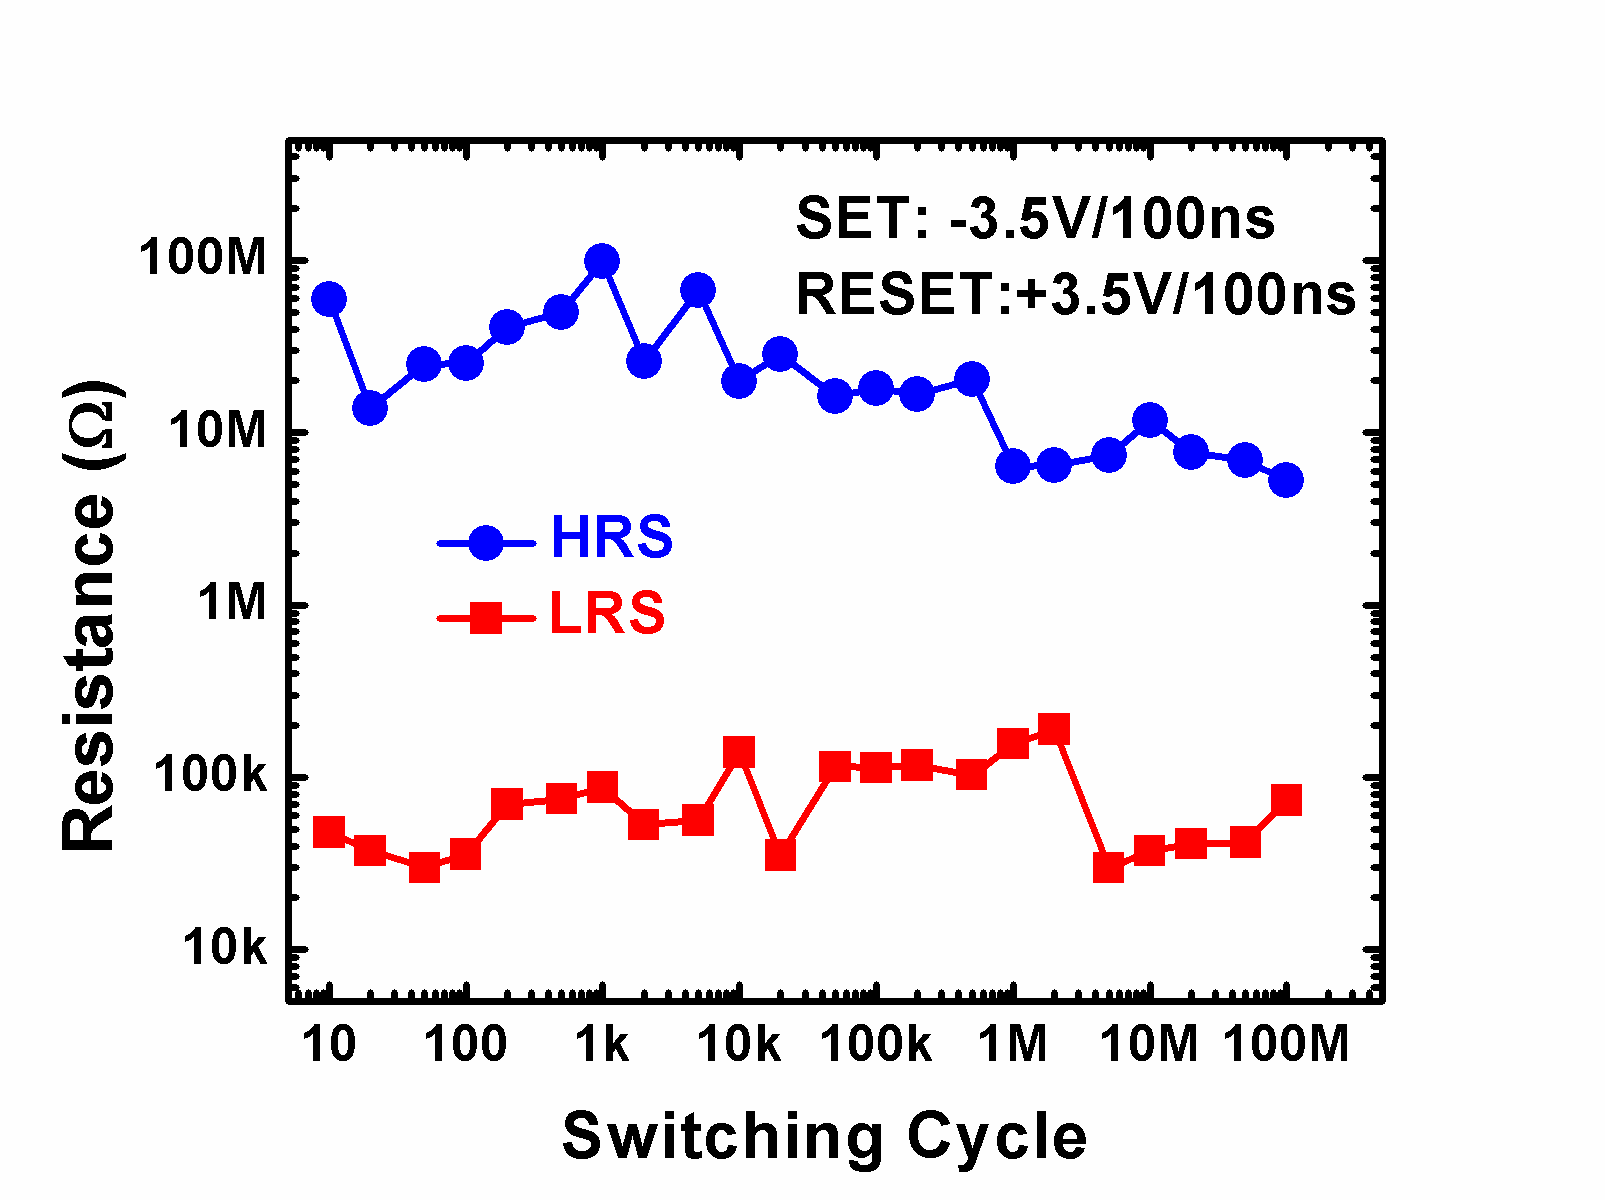 SET: -3.5V/100ns
RESET:+3.5V/100ns
100M
10M
1M
100k
10k
Resistance (Ω)
HRS
LRS
10 100 1k 10k 100k 1M 10M 100M
Switching Cycle